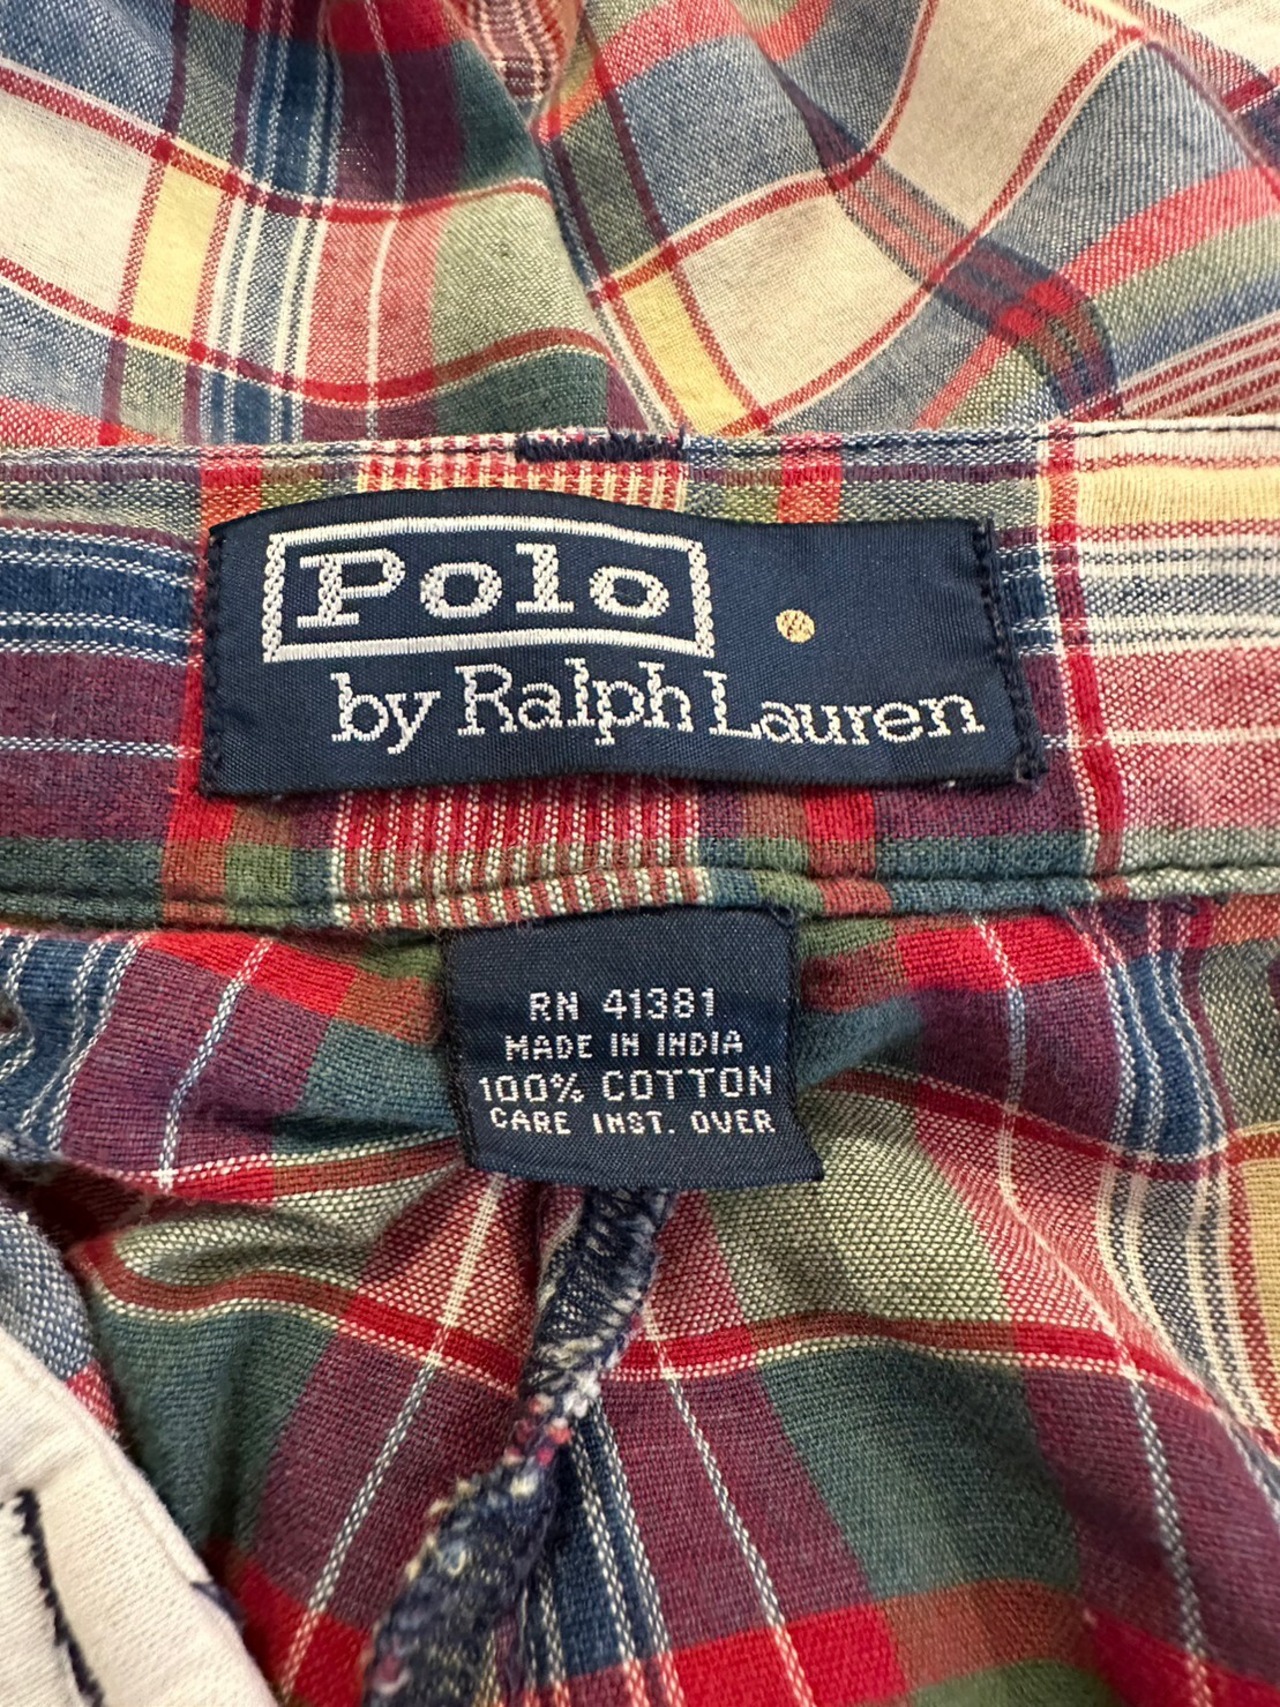 Polo
by Ralph Lauren
RN 41381
MADE IN INDIA
100% COTTON
CARE INST. OVER